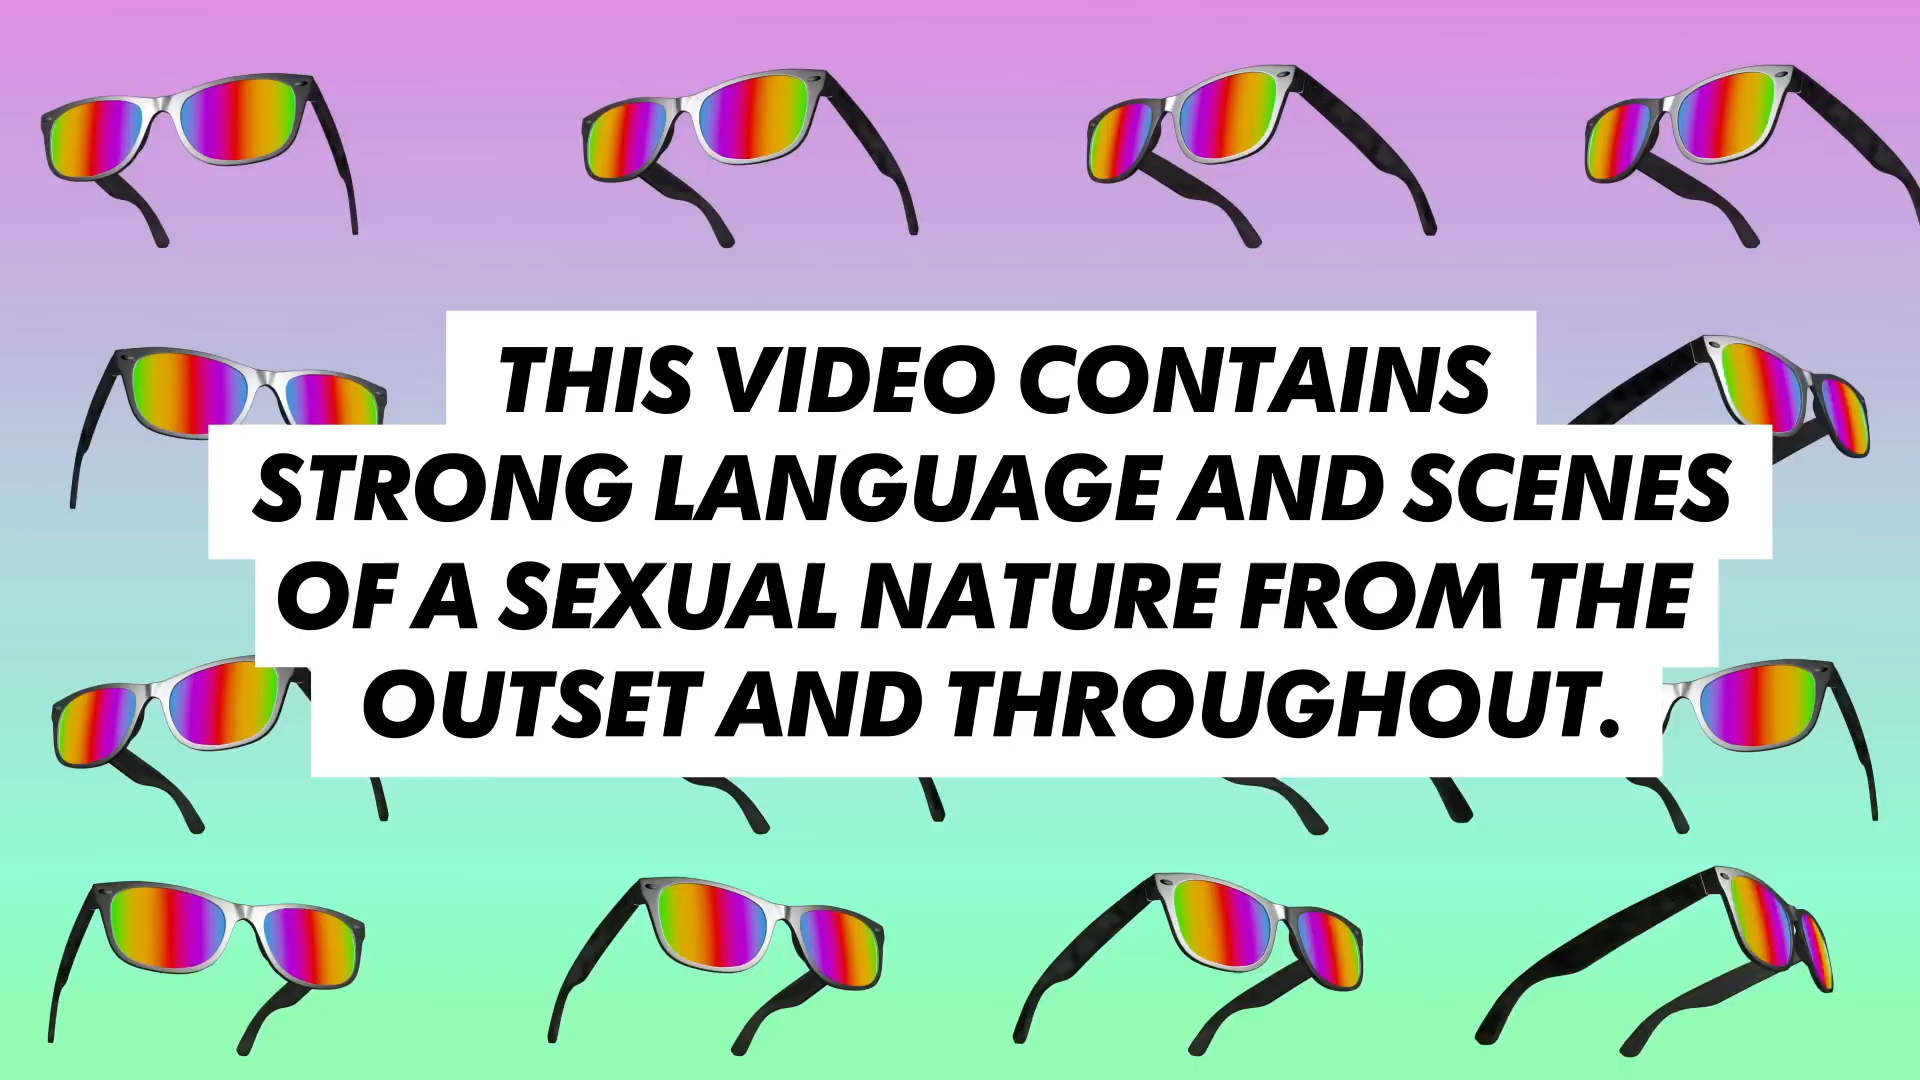 THIS VIDEO CONTAINS
STRONG LANGUAGE AND SCENES
OF A SEXUAL NATURE FROM THE
OUTSET AND THROUGHOUT.